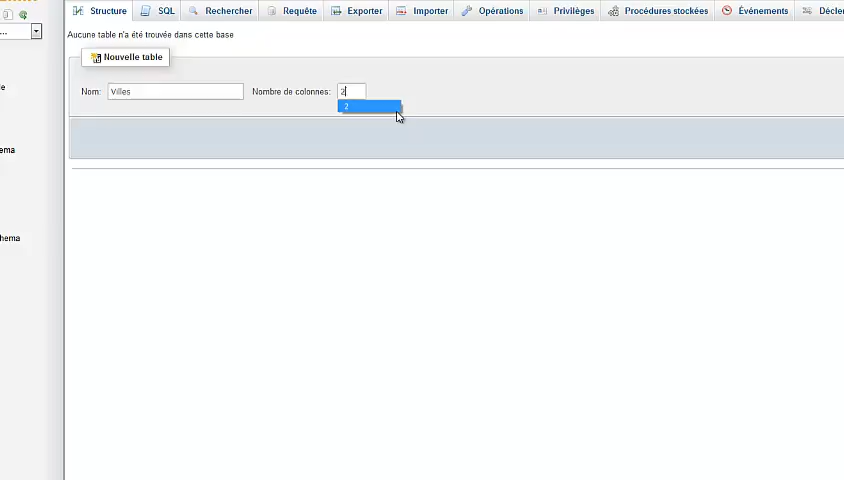 Structure SQL Rechercher Requête Exporter Importer Opérations Privilèges Procédures stockées Événements
Aucune table n'a été trouvée dans cette base
Nouvelle table
Nom: Villes Nombre de colonnes: 2
2